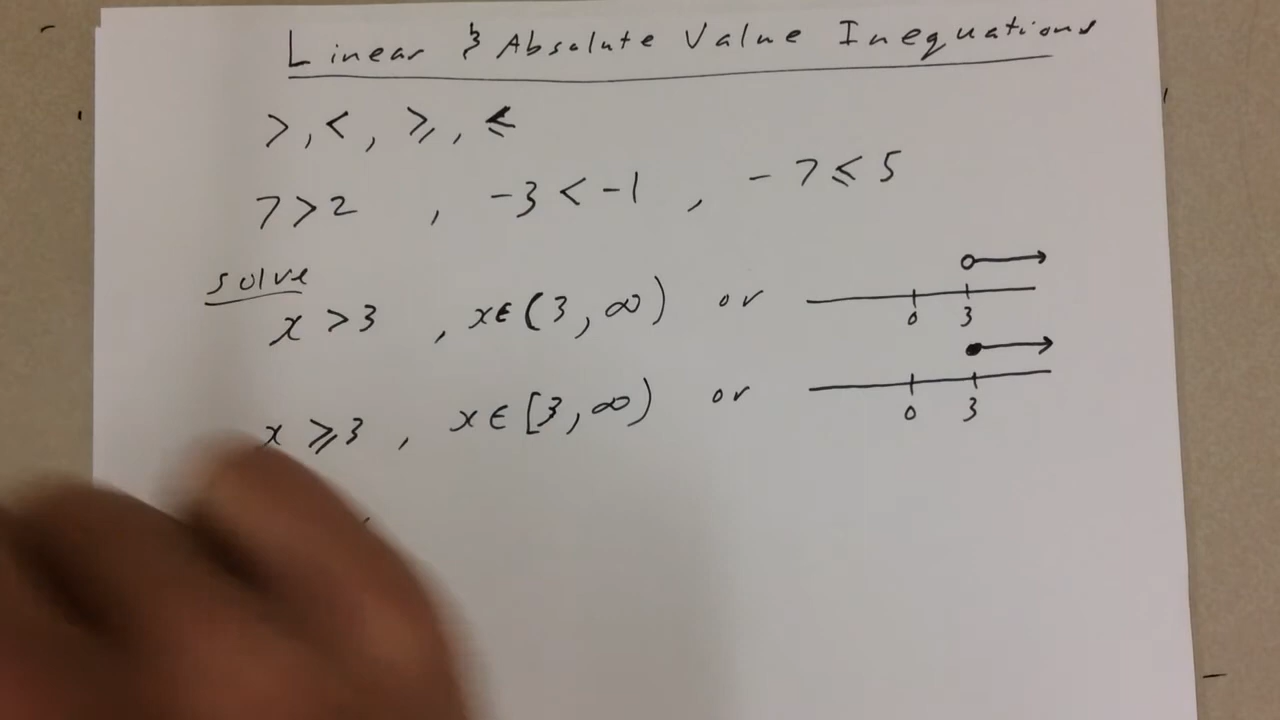 Linear & Absolute Value Inequations
>, <, ⩾, ⩽
7 > 2 , -3 < -1 , -7 ⩽ 5
solve
x > 3 , x ∈ (3, ∞) or
0 3
x ⩾ 3 , x ∈ [3, ∞) or
0 3